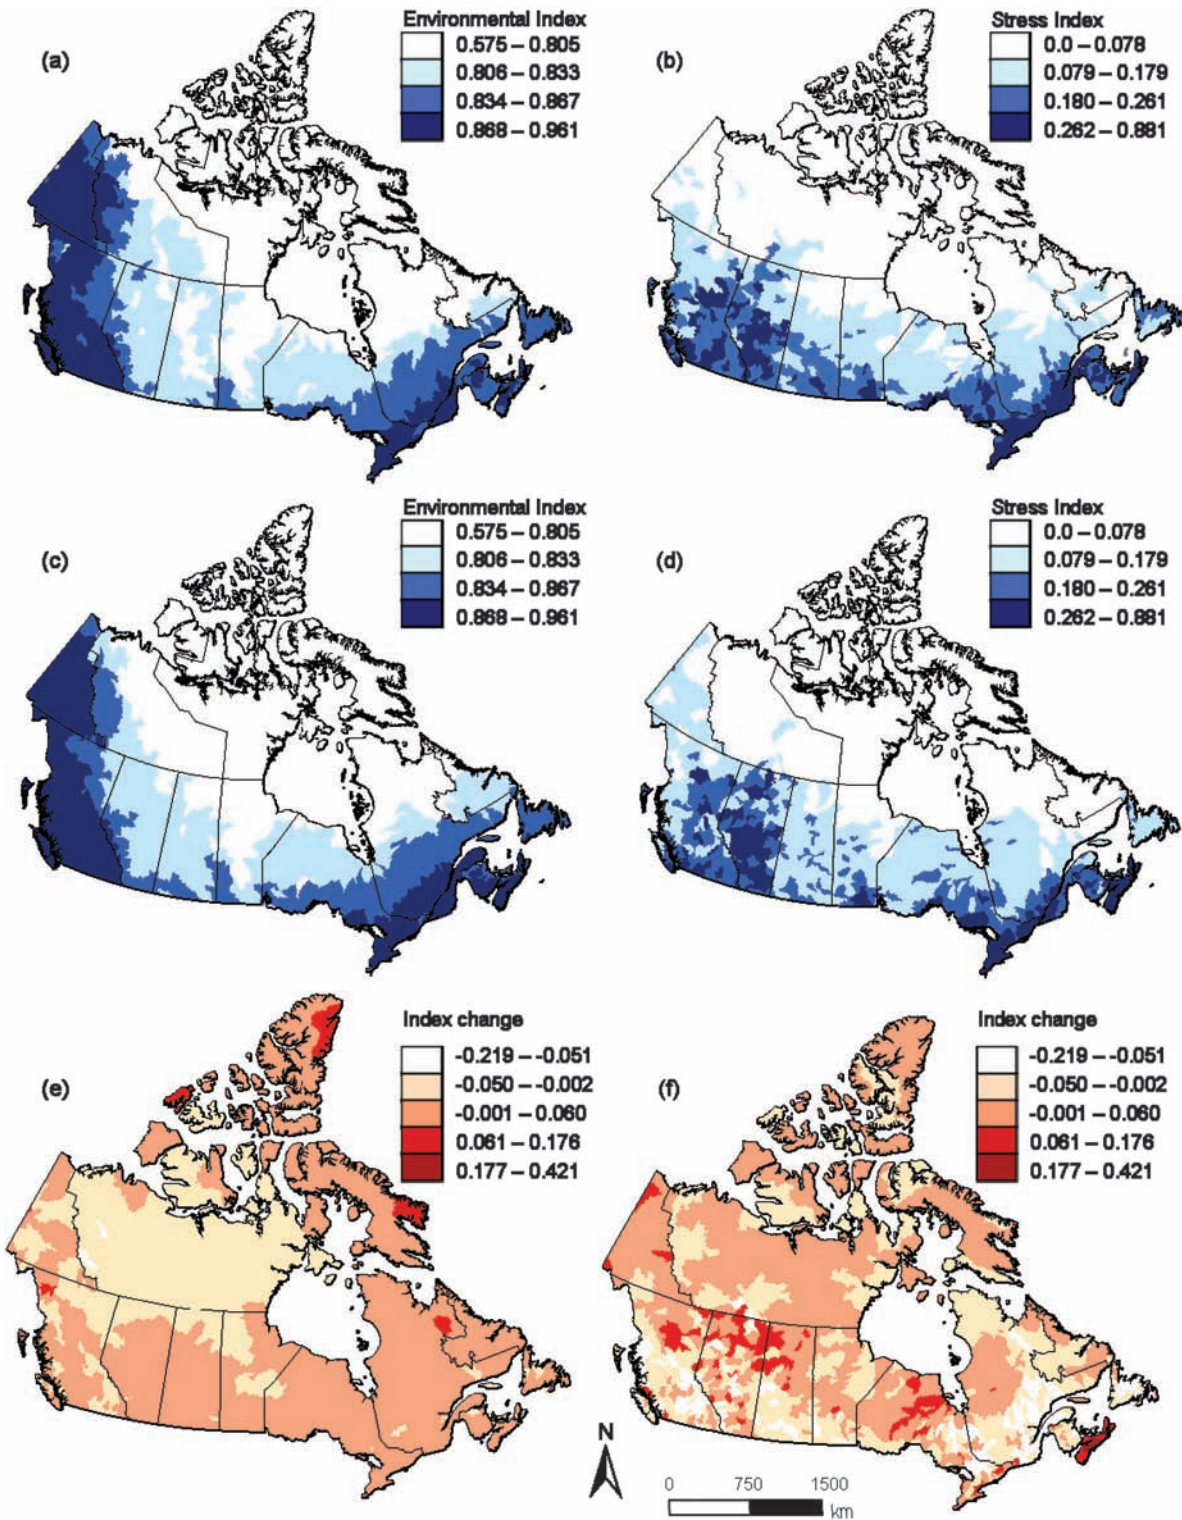 (a)
Environmental Index
0.575 – 0.805
0.806 – 0.833
0.834 – 0.867
0.868 – 0.961
(b)
Stress Index
0.0 – 0.078
0.079 – 0.179
0.180 – 0.261
0.262 – 0.881
(c)
Environmental Index
0.575 – 0.805
0.806 – 0.833
0.834 – 0.867
0.868 – 0.961
(d)
Stress Index
0.0 – 0.078
0.079 – 0.179
0.180 – 0.261
0.262 – 0.881
(e)
Index change
-0.219 – -0.051
-0.050 – -0.002
-0.001 – 0.060
0.061 – 0.176
0.177 – 0.421
(f)
Index change
-0.219 – -0.051
-0.050 – -0.002
-0.001 – 0.060
0.061 – 0.176
0.177 – 0.421
N
0 750 1500
km